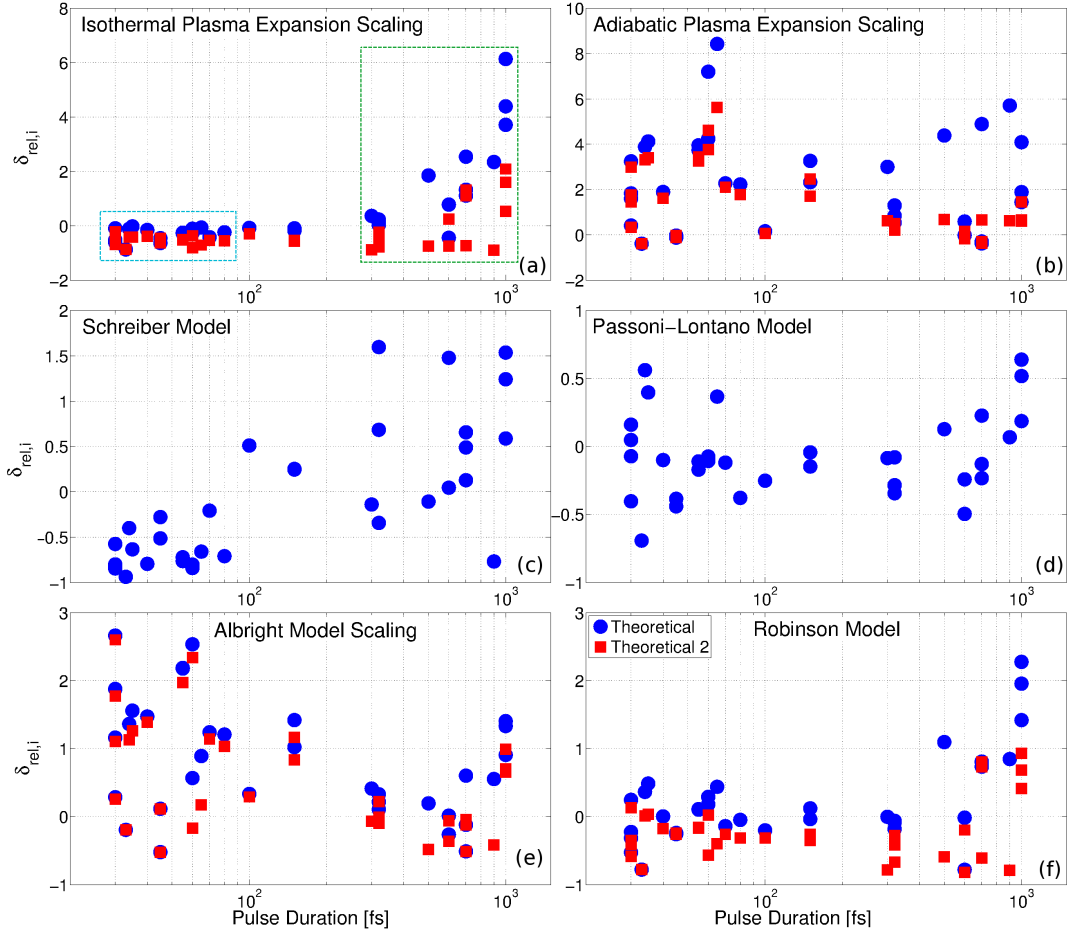 Isothermal Plasma Expansion Scaling
8
6
4
2
0
−2
δrel,i
10²
10³
(a)
Adiabatic Plasma Expansion Scaling
10
8
6
4
2
0
−2
10²
10³
(b)
Schreiber Model
2
1.5
1
0.5
0
−0.5
−1
δrel,i
10²
10³
(c)
Passoni−Lontano Model
1
0.5
0
−0.5
−1
10²
10³
(d)
Albright Model Scaling
3
2
1
0
−1
δrel,i
10²
10³
Pulse Duration [fs]
(e)
Theoretical
Theoretical 2
Robinson Model
3
2
1
0
−1
10²
10³
Pulse Duration [fs]
(f)